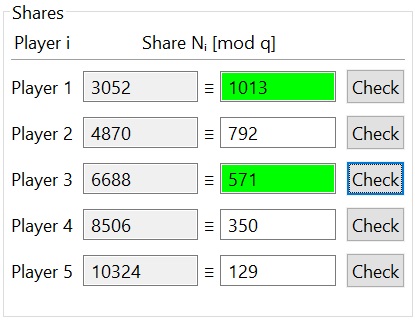 Shares
Player i Share Nᵢ [mod q]
Player 1 3052 ≡ 1013 Check
Player 2 4870 ≡ 792 Check
Player 3 6688 ≡ 571 Check
Player 4 8506 ≡ 350 Check
Player 5 10324 ≡ 129 Check